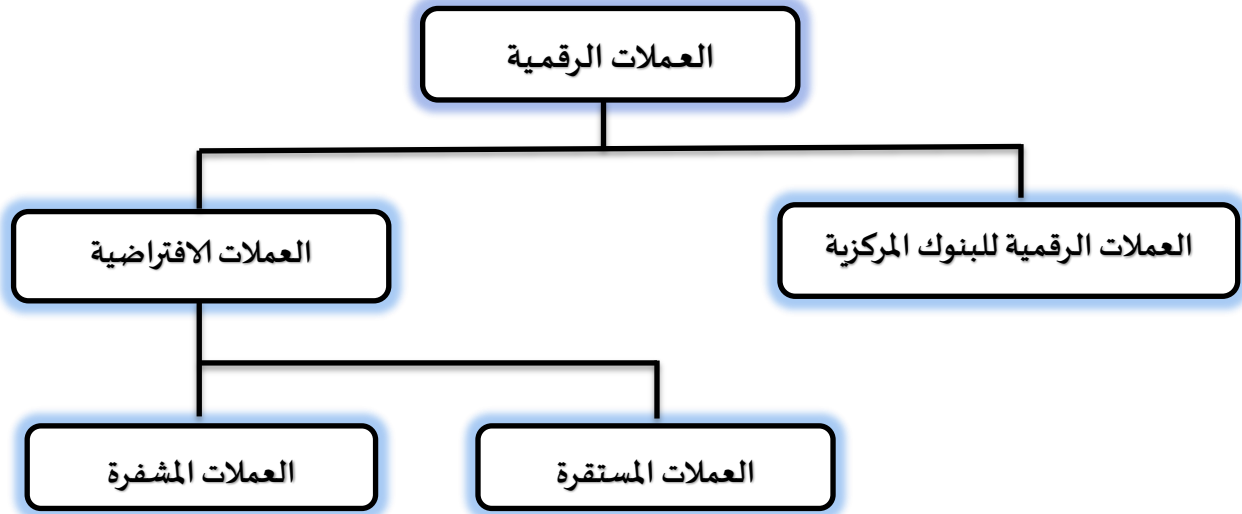 العملات الرقمية
العملات الرقمية للبنوك المركزية
العملات الافتراضية
العملات المستقرة
العملات المشفرة